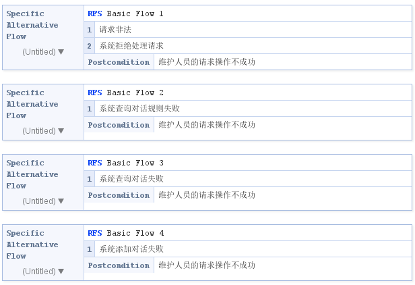 Specific Alternative Flow
(Untitled) ▼
RFS Basic Flow 1
1 请求非法
2 系统拒绝处理请求
Postcondition 维护人员的请求操作不成功
Specific Alternative Flow
(Untitled) ▼
RFS Basic Flow 2
1 系统查询对话规则失败
Postcondition 维护人员的请求操作不成功
Specific Alternative Flow
(Untitled) ▼
RFS Basic Flow 3
1 系统查询对话失败
Postcondition 维护人员的请求操作不成功
Specific Alternative Flow
(Untitled) ▼
RFS Basic Flow 4
1 系统添加对话失败
Postcondition 维护人员的请求操作不成功